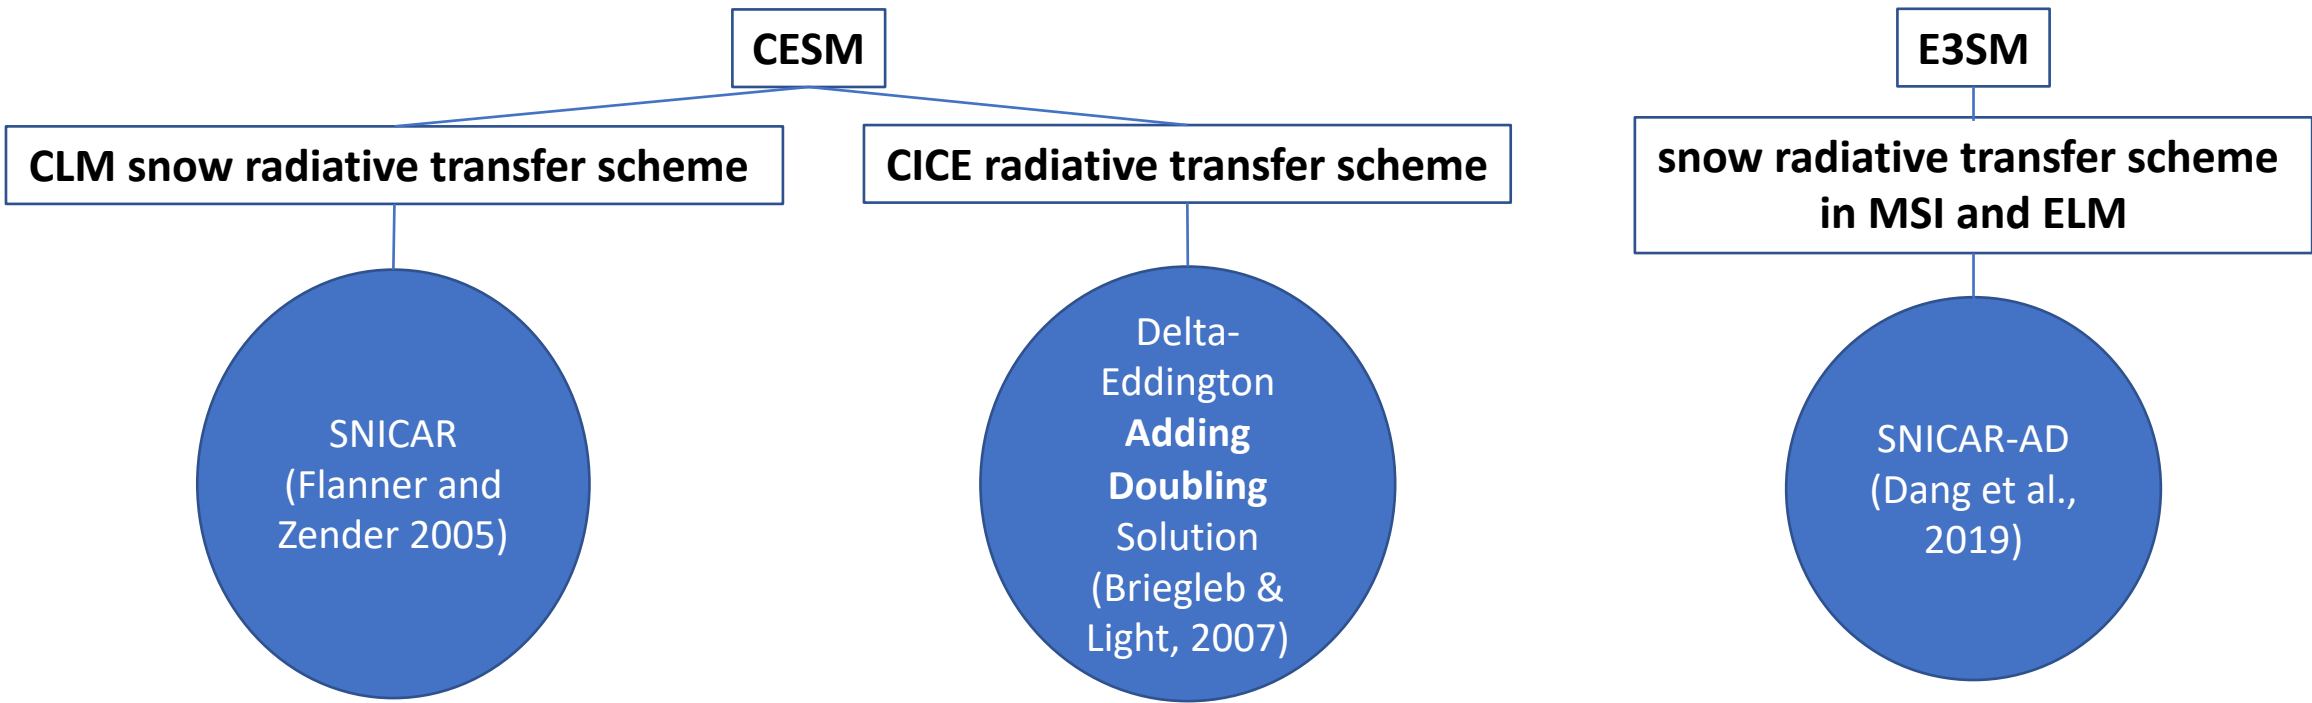 CESM
E3SM
CLM snow radiative transfer scheme
CICE radiative transfer scheme
snow radiative transfer scheme
in MSI and ELM
SNICAR
(Flanner and
Zender 2005)
Delta-
Eddington
Adding
Doubling
Solution
(Briegleb &
Light, 2007)
SNICAR-AD
(Dang et al.,
2019)